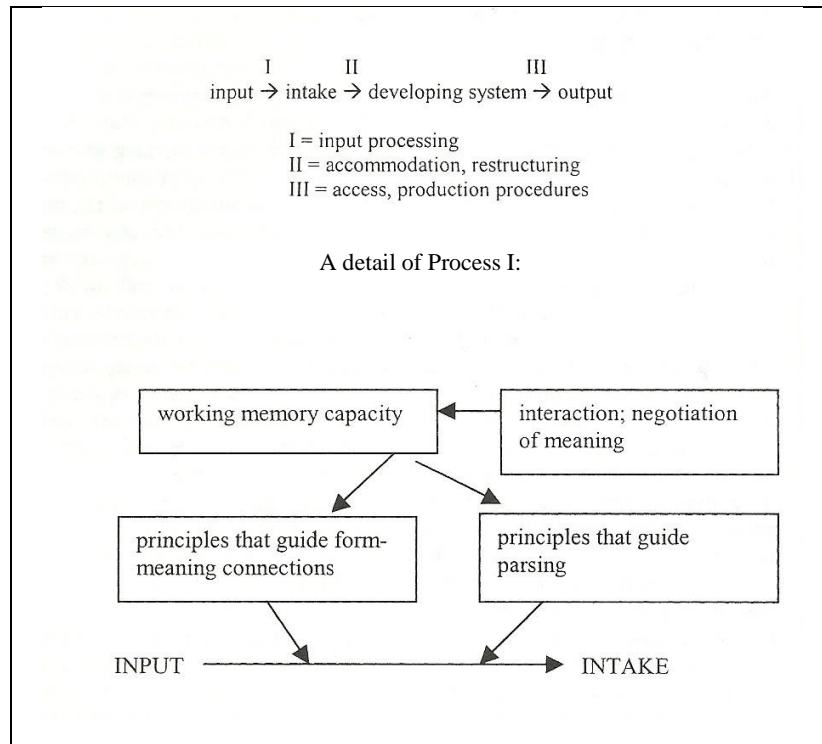 I II III
input → intake → developing system → output
I = input processing
II = accommodation, restructuring
III = access, production procedures
A detail of Process I:
working memory capacity
interaction; negotiation
of meaning
principles that guide form-
meaning connections
principles that guide
parsing
INPUT
INTAKE